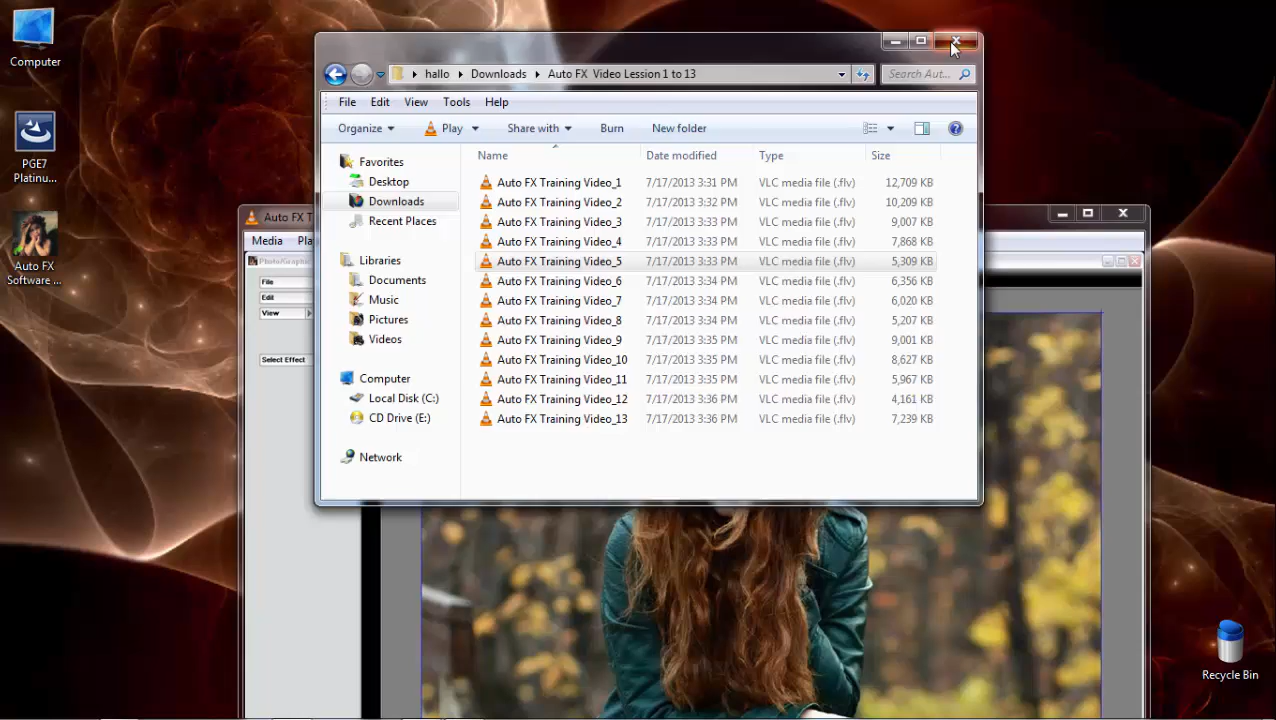 Computer
PGE7
Platinu...
Auto FX
Software ...
hallo Downloads Auto FX Video Lession 1 to 13
Search Aut...
File Edit View Tools Help
Organize Play Share with Burn New folder
Favorites
Desktop
Downloads
Recent Places
Libraries
Documents
Music
Pictures
Videos
Computer
Local Disk (C:)
CD Drive (E:)
Network
Name Date modified Type Size
Auto FX Training Video_1 7/17/2013 3:31 PM VLC media file (.flv) 12,709 KB
Auto FX Training Video_2 7/17/2013 3:32 PM VLC media file (.flv) 10,209 KB
Auto FX Training Video_3 7/17/2013 3:33 PM VLC media file (.flv) 9,007 KB
Auto FX Training Video_4 7/17/2013 3:33 PM VLC media file (.flv) 7,868 KB
Auto FX Training Video_5 7/17/2013 3:33 PM VLC media file (.flv) 5,309 KB
Auto FX Training Video_6 7/17/2013 3:34 PM VLC media file (.flv) 6,356 KB
Auto FX Training Video_7 7/17/2013 3:34 PM VLC media file (.flv) 6,020 KB
Auto FX Training Video_8 7/17/2013 3:34 PM VLC media file (.flv) 5,207 KB
Auto FX Training Video_9 7/17/2013 3:35 PM VLC media file (.flv) 9,001 KB
Auto FX Training Video_10 7/17/2013 3:35 PM VLC media file (.flv) 8,627 KB
Auto FX Training Video_11 7/17/2013 3:35 PM VLC media file (.flv) 5,967 KB
Auto FX Training Video_12 7/17/2013 3:36 PM VLC media file (.flv) 4,161 KB
Auto FX Training Video_13 7/17/2013 3:36 PM VLC media file (.flv) 7,239 KB
Auto FX T
Media Pla
File
Edit
View
Select Effect
Recycle Bin